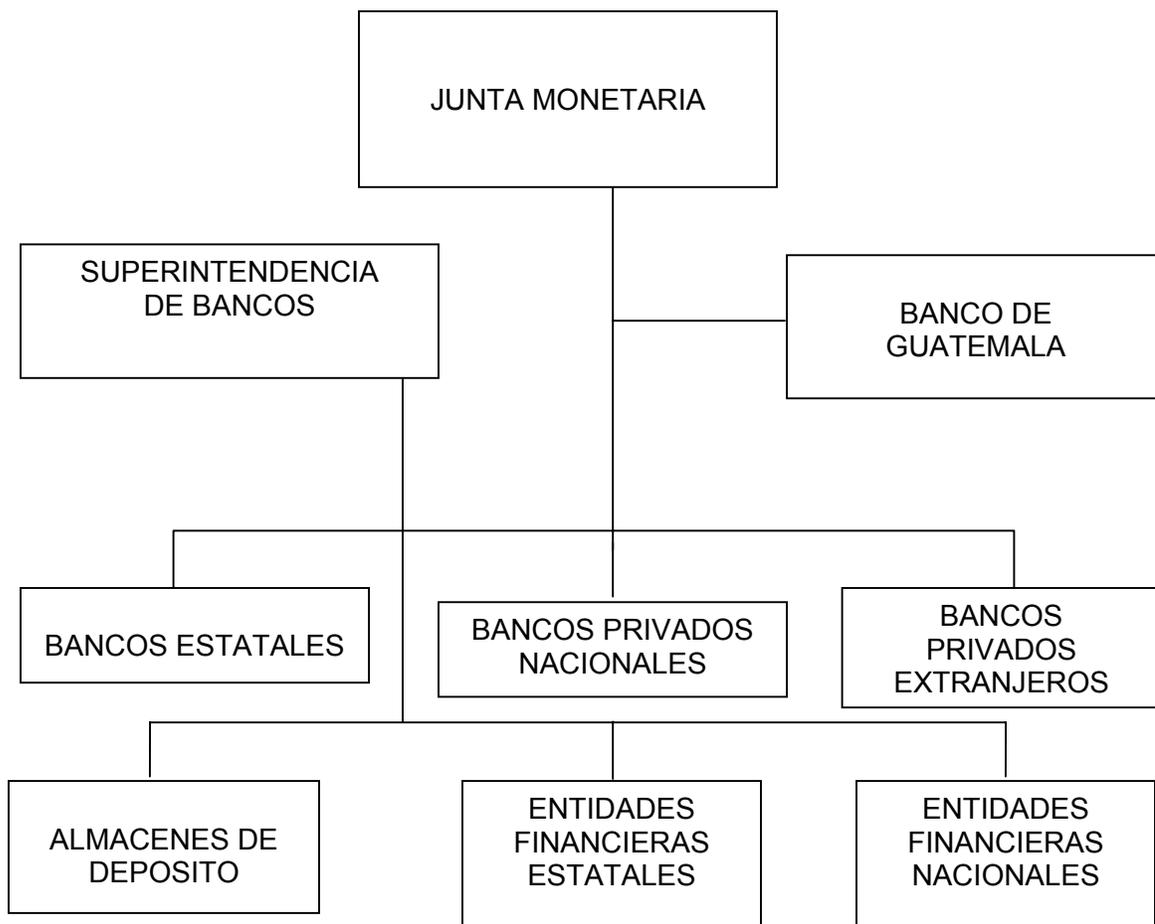 JUNTA MONETARIA
SUPERINTENDENCIA
DE BANCOS
BANCO DE
GUATEMALA
BANCOS ESTATALES
BANCOS PRIVADOS
NACIONALES
BANCOS
PRIVADOS
EXTRANJEROS
ALMACENES DE
DEPOSITO
ENTIDADES
FINANCIERAS
ESTATALES
ENTIDADES
FINANCIERAS
NACIONALES